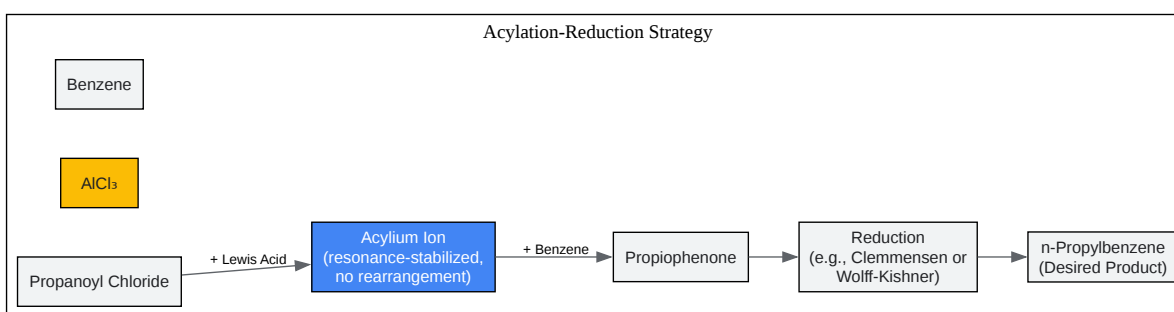 Acylation-Reduction Strategy
Benzene
AlCl₃
Propanoyl Chloride
+ Lewis Acid
Acylium Ion
(resonance-stabilized,
no rearrangement)
+ Benzene
Propiophenone
Reduction
(e.g., Clemmensen or
Wolff-Kishner)
n-Propylbenzene
(Desired Product)